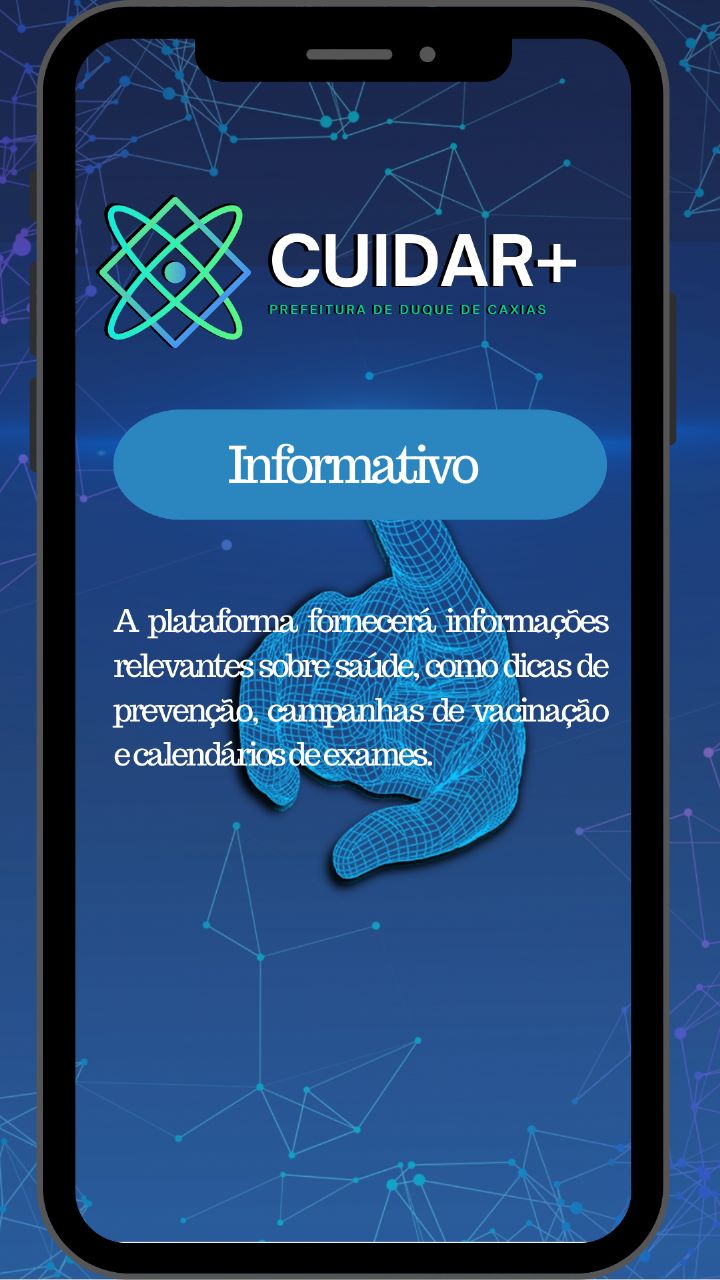 CUIDAR+
PREFEITURA DE DUQUE DE CAXIAS
Informativo
A plataforma fornecerá informações
relevantes sobre saúde, como dicas de
prevenção, campanhas de vacinação
e calendários de exames.